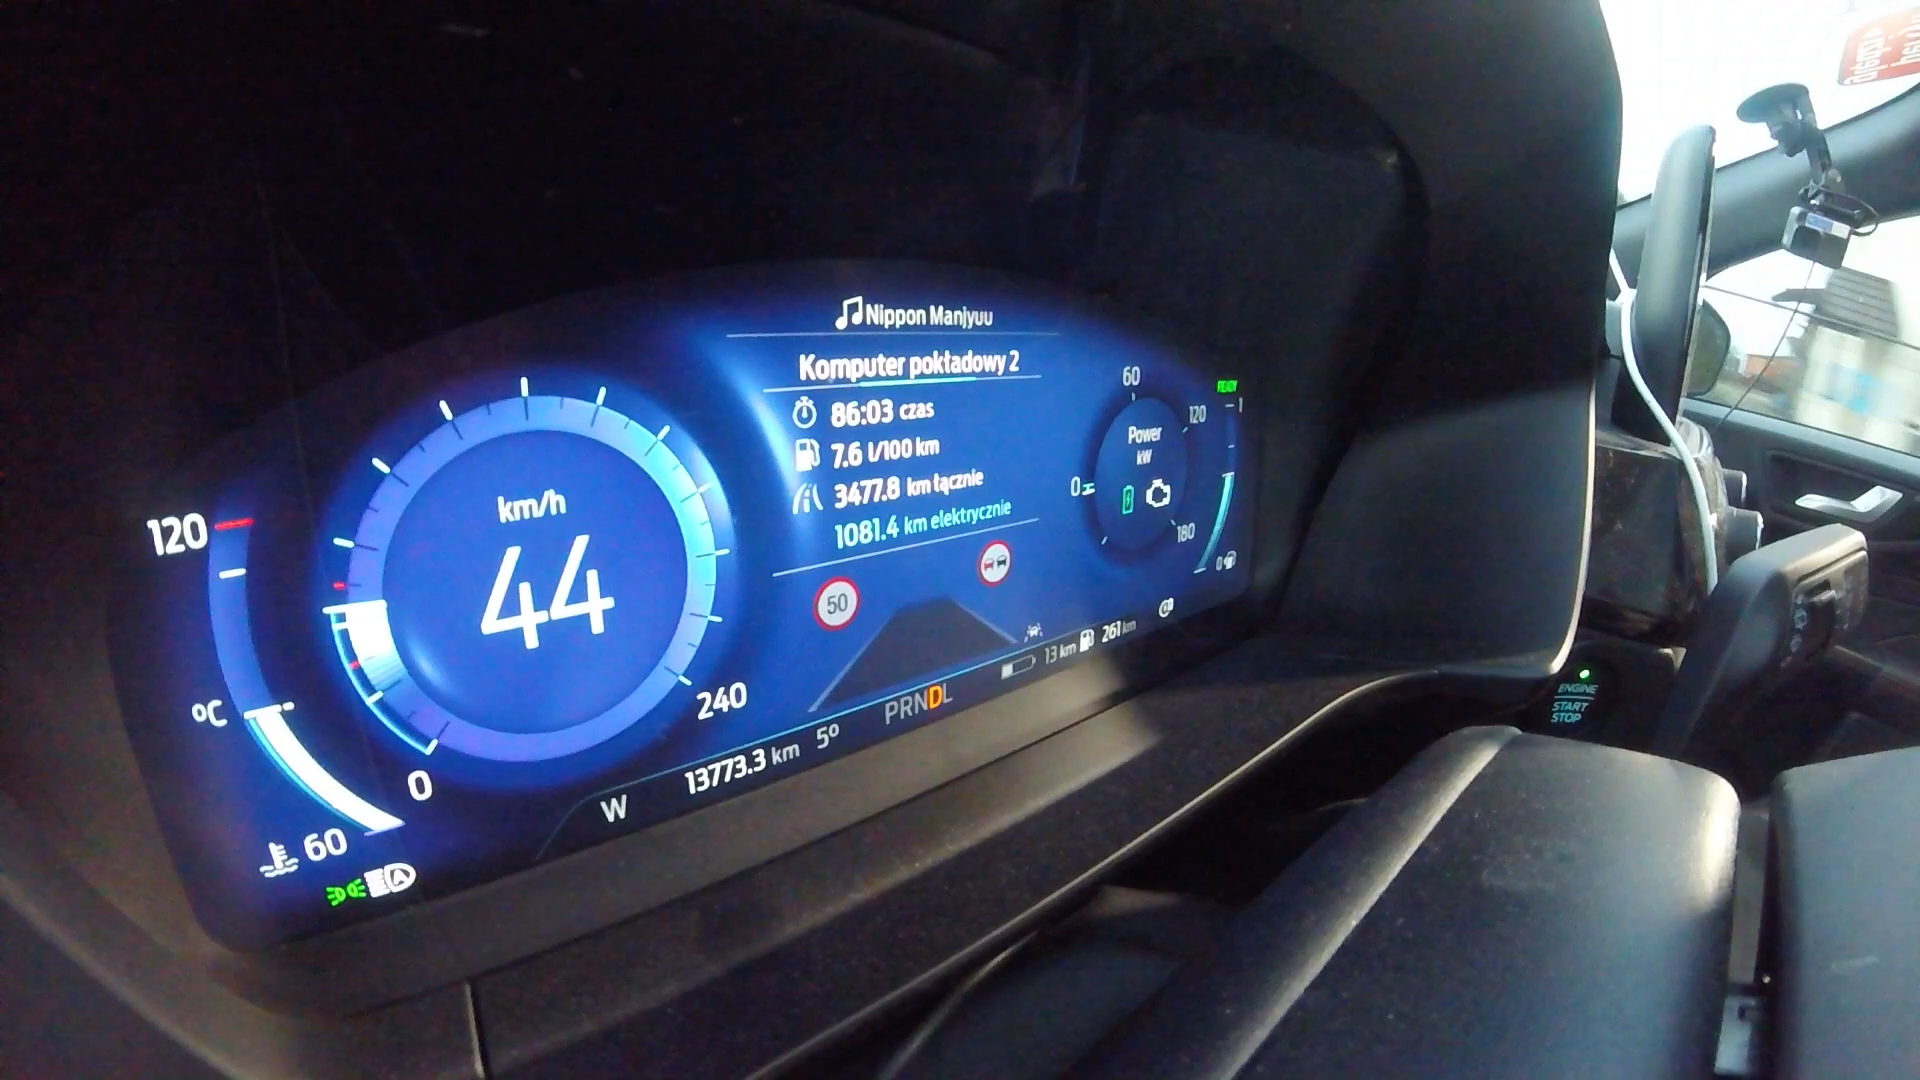 Nippon Manjyuu
Komputer pokładowy 2
86:03 czas
7.6 l/100 km
3477.8 km łącznie
1081.4 km elektrycznie
120
°C
60
km/h
44
0
240
50
60
120
Power
kW
0
180
READY
1
0
W
13773.3 km
5°
PRNDL
13 km
261 km
A
ENGINE
START
STOP